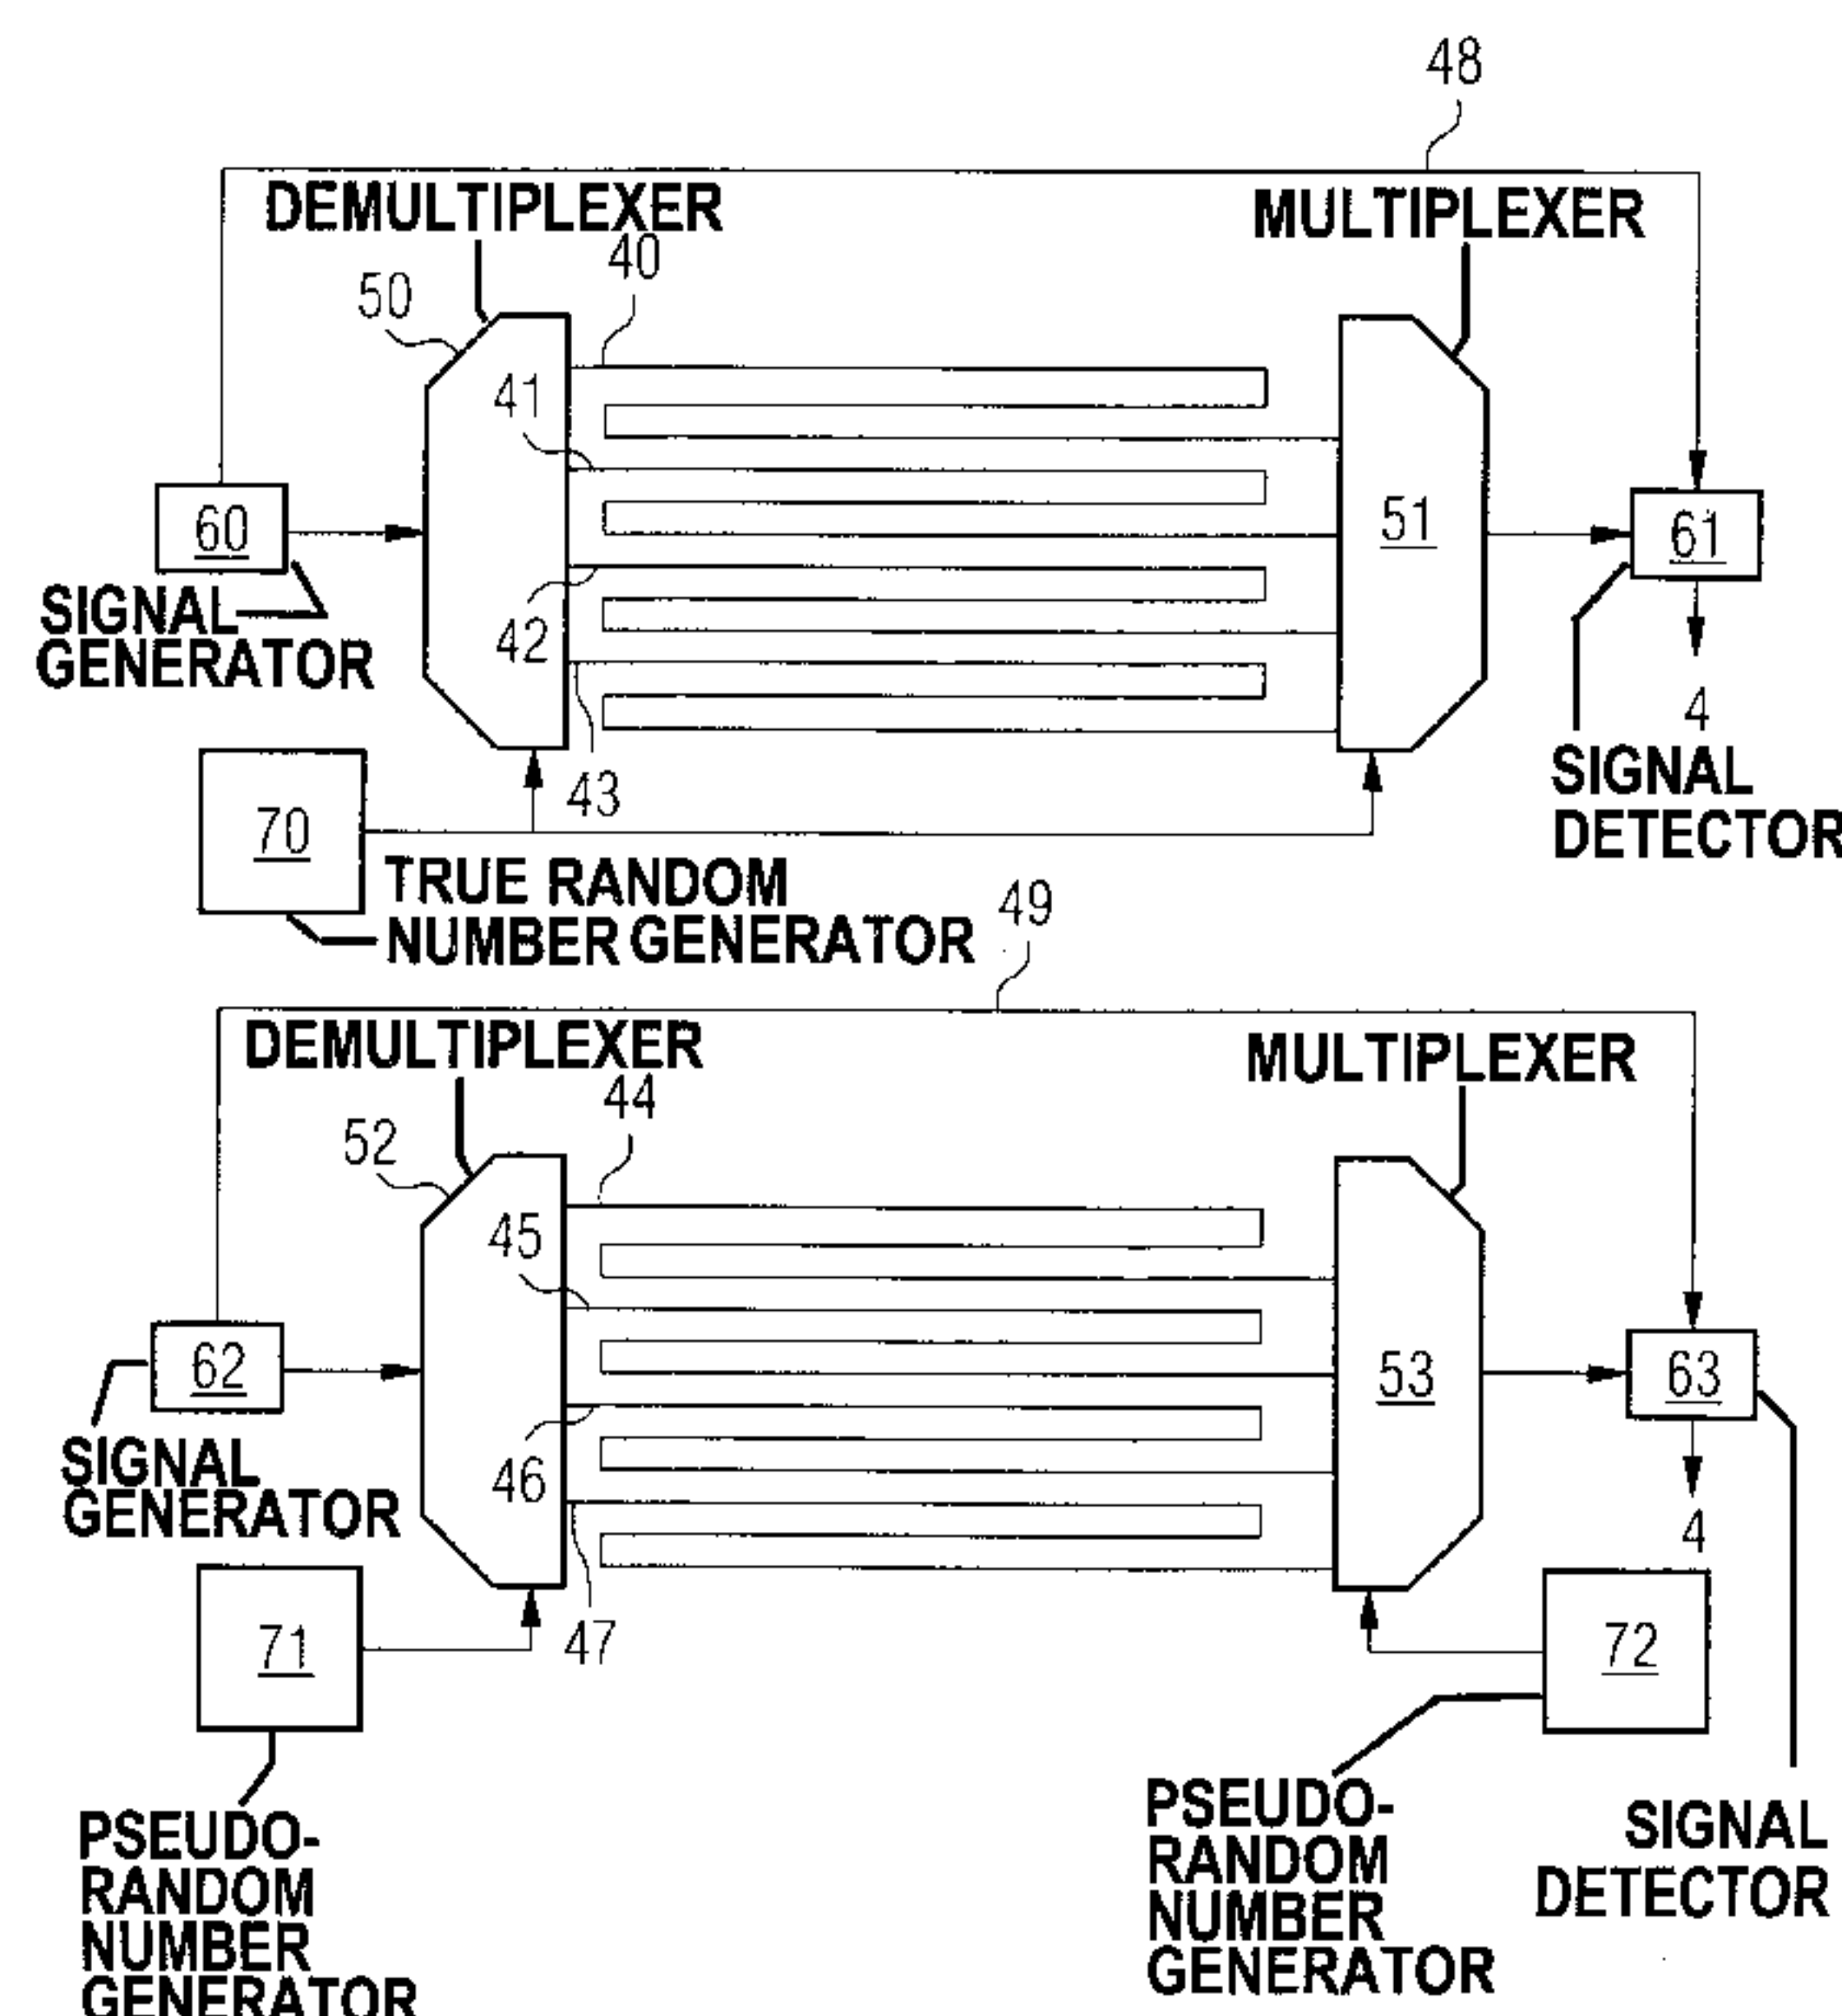 48
DEMULTIPLEXER
MULTIPLEXER
40
50
41
60
51
61
SIGNAL
GENERATOR
42
4
43
SIGNAL
DETECTOR
70
TRUE RANDOM
NUMBER GENERATOR
49
DEMULTIPLEXER
MULTIPLEXER
44
52
45
62
53
63
SIGNAL
GENERATOR
46
4
47
71
72
PSEUDO-
RANDOM
NUMBER
GENERATOR
PSEUDO-
RANDOM
NUMBER
GENERATOR
SIGNAL
DETECTOR